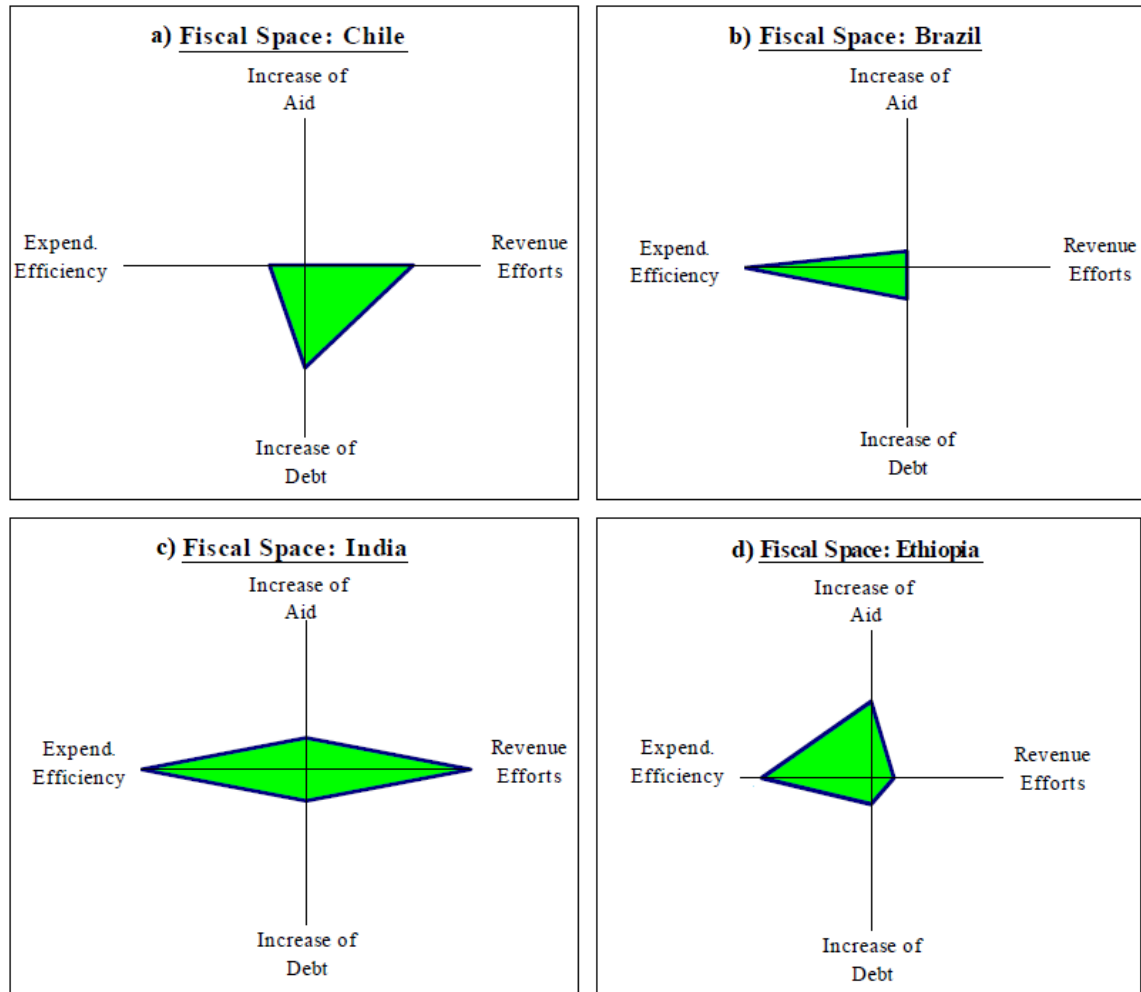 a) Fiscal Space: Chile
Increase of
Aid
Expend.
Efficiency
Revenue
Efforts
Increase of
Debt
b) Fiscal Space: Brazil
Increase of
Aid
Expend.
Efficiency
Revenue
Efforts
Increase of
Debt
c) Fiscal Space: India
Increase of
Aid
Expend.
Efficiency
Revenue
Efforts
Increase of
Debt
d) Fiscal Space: Ethiopia
Increase of
Aid
Expend.
Efficiency
Revenue
Efforts
Increase of
Debt